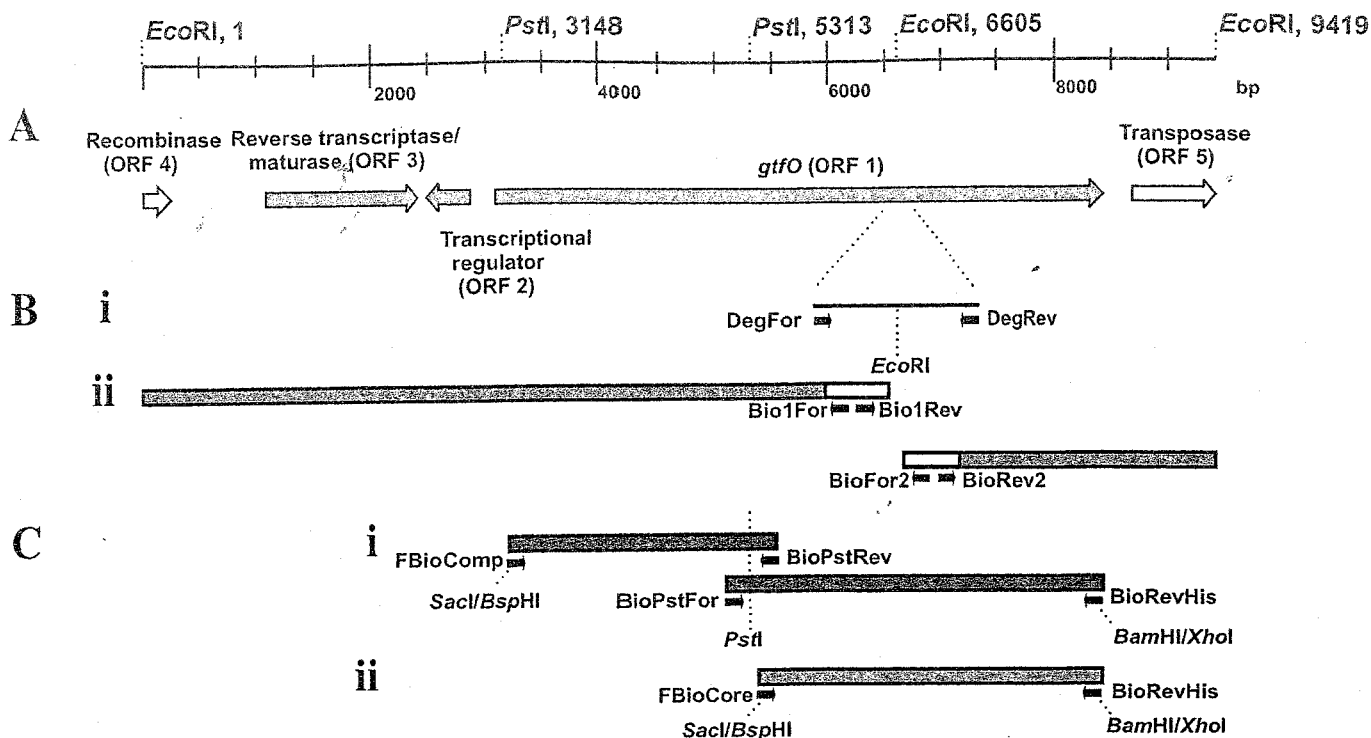 EcoRI, 1
PstI, 3148
PstI, 5313
EcoRI, 6605
EcoRI, 9419
2000
4000
6000
8000
bp
A
Recombinase
(ORF 4)
Reverse transcriptase/
maturase (ORF 3)
gtfO (ORF 1)
Transposase
(ORF 5)
Transcriptional
regulator
(ORF 2)
B
i
DegFor
DegRev
EcoRI
ii
Bio1For
Bio1Rev
BioFor2
BioRev2
C
i
FBioComp
BioPstRev
SacI/BspHI
BioPstFor
BioRevHis
PstI
BamHI/XhoI
ii
FBioCore
BioRevHis
SacI/BspHI
BamHI/XhoI